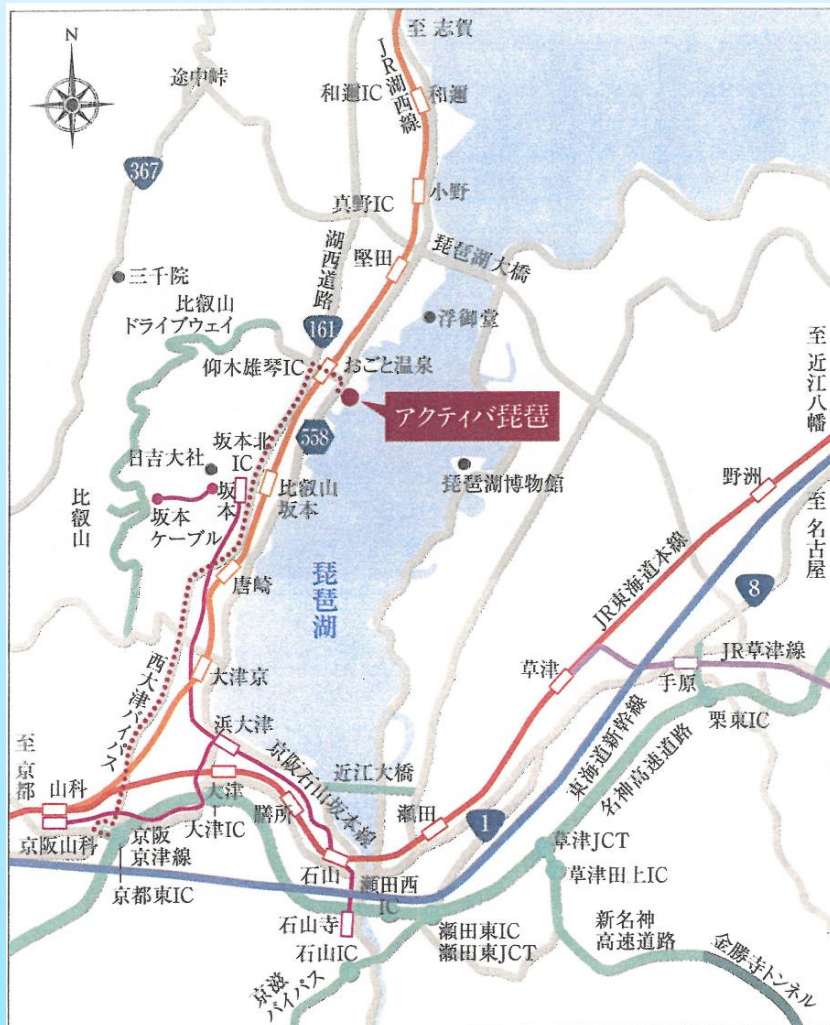 至 志賀
N
途中峠
JR湖西線
和邇IC
和邇
367
小野
真野IC
湖西道路
堅田
琵琶湖大橋
三千院
比叡山
ドライブウェイ
161
浮御堂
至 近江八幡
仰木雄琴IC
おごと温泉
アクティバ琵琶
坂本北
IC
558
日吉大社
坂本
比叡山
坂本
琵琶湖博物館
野洲
比叡山
坂本
ケーブル
至 名古屋
琵琶湖
唐崎
JR東海道本線
8
JR草津線
大津京
草津
手原
西大津バイパス
栗東IC
浜大津
東海道新幹線
名神高速道路
至 京都
京阪石山坂本線
近江大橋
山科
大津
大津IC
膳所
瀬田
1
京阪山科
京阪
京津線
京都東IC
石山
瀬田西
IC
草津JCT
草津田上IC
石山寺
石山IC
瀬田東IC
瀬田東JCT
新名神
高速道路
金勝寺トンネル
京滋
バイパス